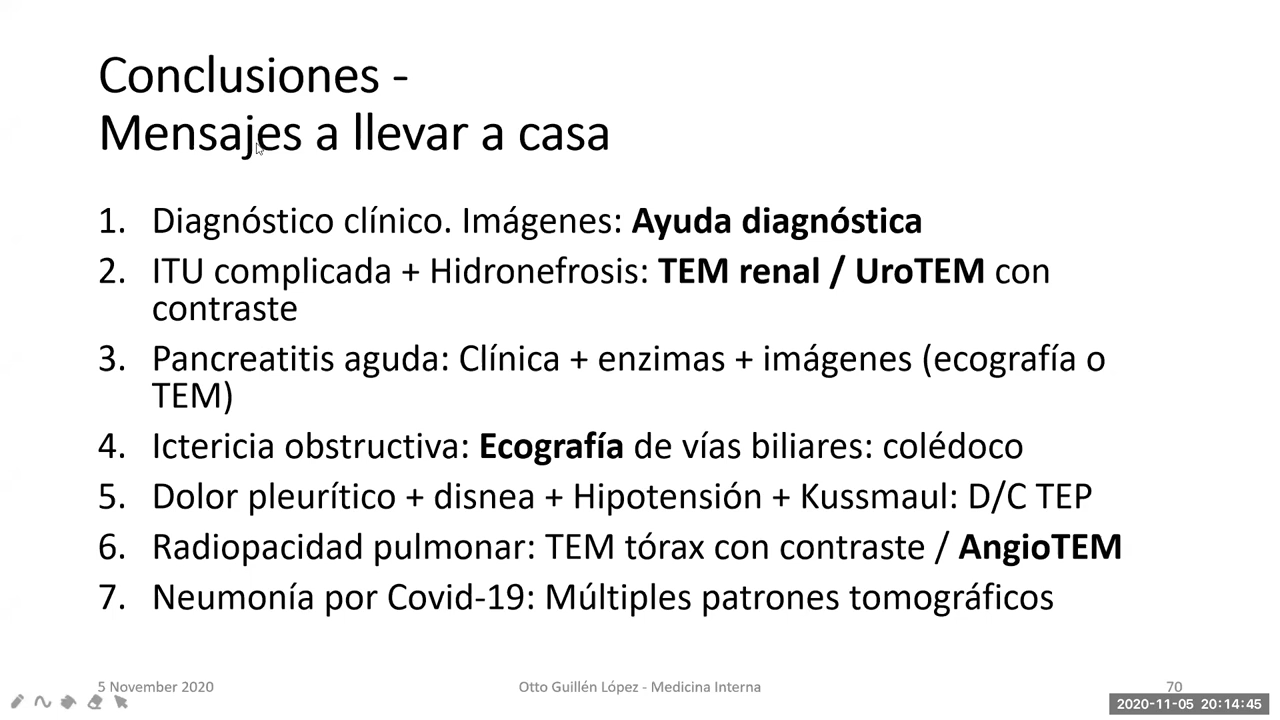 Conclusiones -
Mensajes a llevar a casa
1. Diagnóstico clínico. Imágenes: Ayuda diagnóstica
2. ITU complicada + Hidronefrosis: TEM renal / UroTEM con
contraste
3. Pancreatitis aguda: Clínica + enzimas + imágenes (ecografía o
TEM)
4. Ictericia obstructiva: Ecografía de vías biliares: colédoco
5. Dolor pleurítico + disnea + Hipotensión + Kussmaul: D/C TEP
6. Radiopacidad pulmonar: TEM tórax con contraste / AngioTEM
7. Neumonía por Covid-19: Múltiples patrones tomográficos
5 November 2020
Otto Guillén López - Medicina Interna
70
2020-11-05 20:14:45